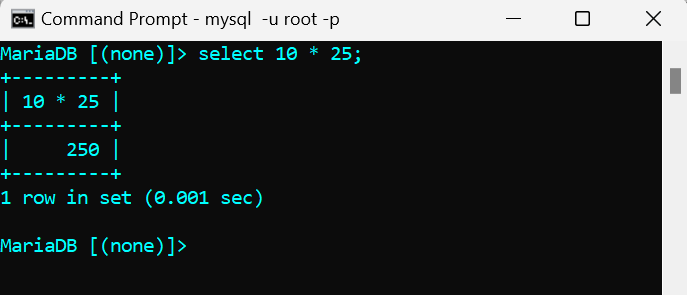 Command Prompt - mysql  -u root -p
MariaDB [(none)]> select 10 * 25;
+---------+
| 10 * 25 |
+---------+
|     250 |
+---------+
1 row in set (0.001 sec)

MariaDB [(none)]>